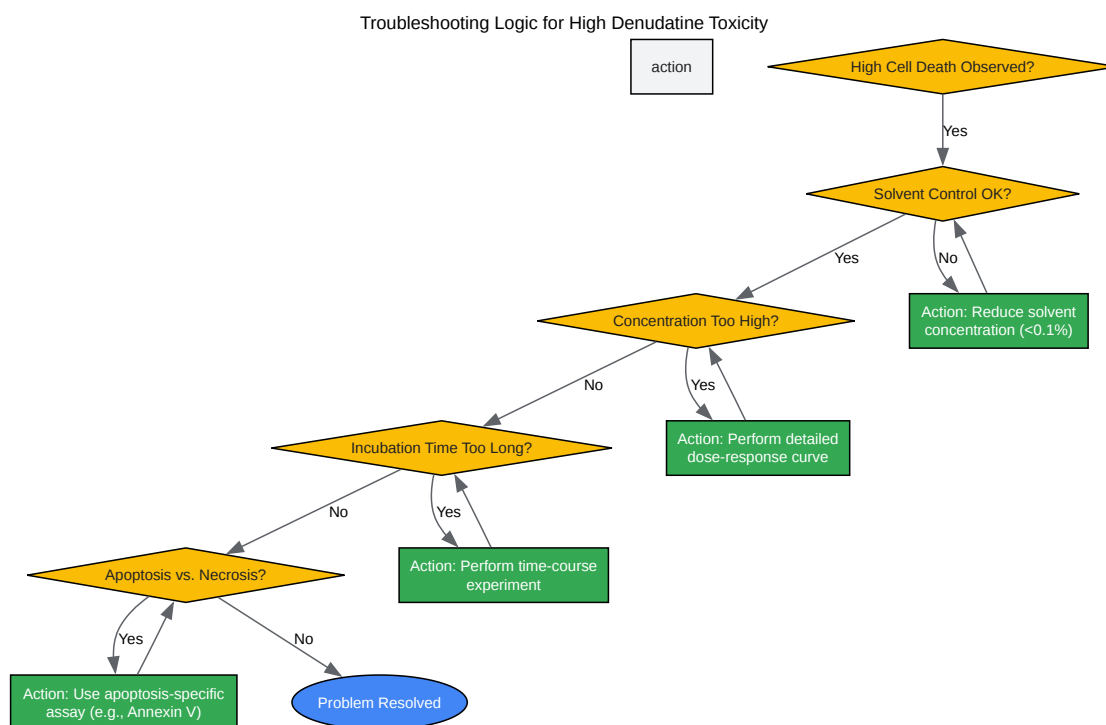 Troubleshooting Logic for High Denudatine Toxicity
action
High Cell Death Observed?
Yes
Solvent Control OK?
Yes
No
Concentration Too High?
Action: Reduce solvent
concentration (<0.1%)
No
Yes
Incubation Time Too Long?
Action: Perform detailed
dose-response curve
No
Yes
Apoptosis vs. Necrosis?
Action: Perform time-course
experiment
Yes
No
Action: Use apoptosis-specific
assay (e.g., Annexin V)
Problem Resolved